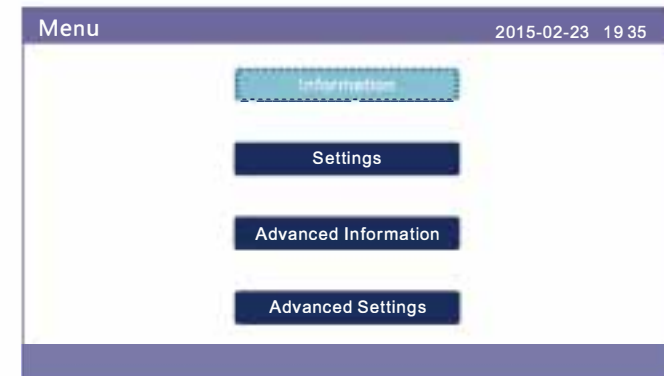 Menu 2015-02-23 19 35
Information
Settings
Advanced Information
Advanced Settings